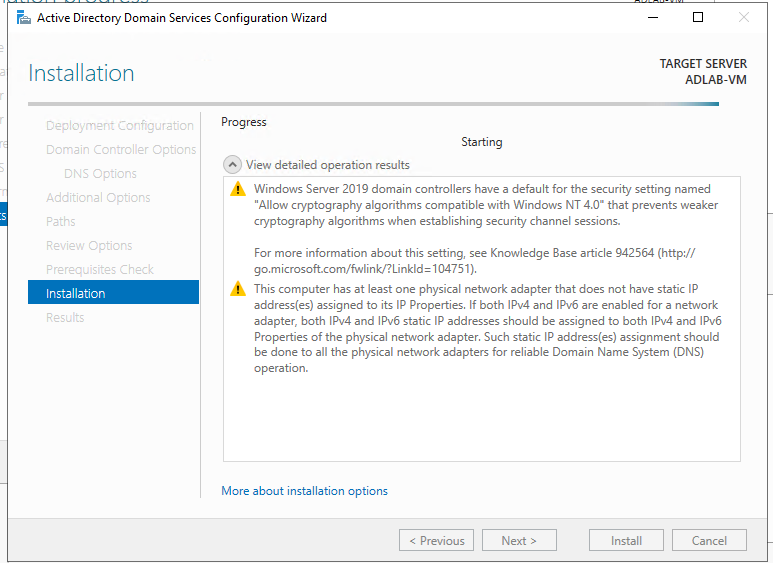 Active Directory Domain Services Configuration Wizard
Installation
TARGET SERVER
ADLAB-VM
Deployment Configuration
Domain Controller Options
DNS Options
Additional Options
Paths
Review Options
Prerequisites Check
Installation
Results
Progress
Starting
View detailed operation results
Windows Server 2019 domain controllers have a default for the security setting named
"Allow cryptography algorithms compatible with Windows NT 4.0" that prevents weaker
cryptography algorithms when establishing security channel sessions.
For more information about this setting, see Knowledge Base article 942564 (http://
go.microsoft.com/fwlink/?LinkId=104751).
This computer has at least one physical network adapter that does not have static IP
address(es) assigned to its IP Properties. If both IPv4 and IPv6 are enabled for a network
adapter, both IPv4 and IPv6 static IP addresses should be assigned to both IPv4 and IPv6
Properties of the physical network adapter. Such static IP address(es) assignment should
be done to all the physical network adapters for reliable Domain Name System (DNS)
operation.
More about installation options
< Previous
Next >
Install
Cancel